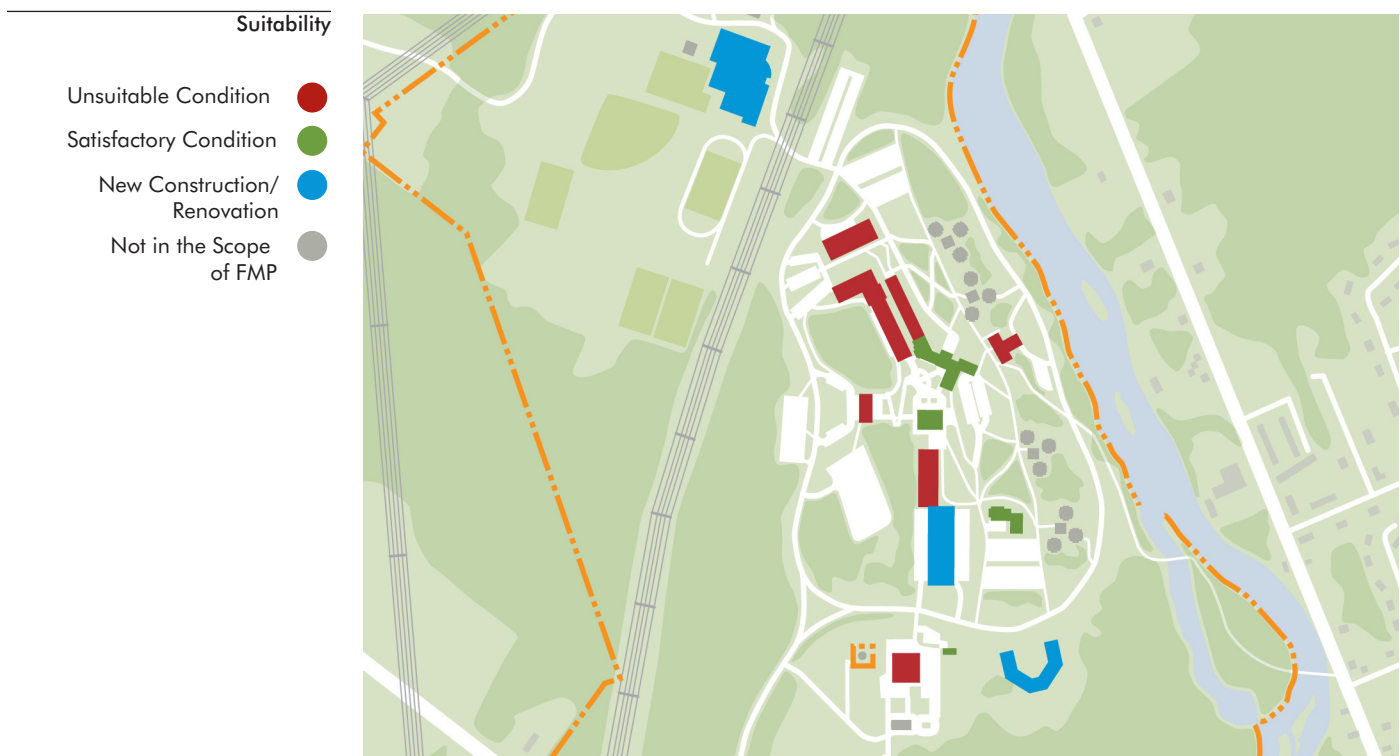 Suitability
Unsuitable Condition
Satisfactory Condition
New Construction/
Renovation
Not in the Scope
of FMP